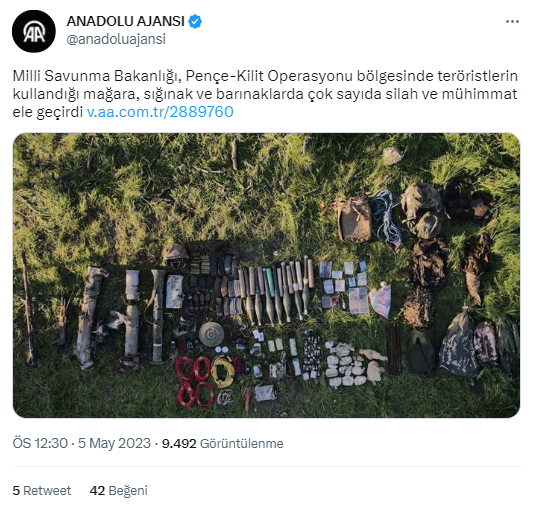 ANADOLU AJANSI
@anadoluajansi
Milli Savunma Bakanlığı, Pençe-Kilit Operasyonu bölgesinde teröristlerin
kullandığı mağara, sığınak ve barınaklarda çok sayıda silah ve mühimmat
ele geçirdi v.aa.com.tr/2889760
ÖS 12:30 · 5 May 2023 · 9.492 Görüntülenme
5 Retweet 42 Beğeni